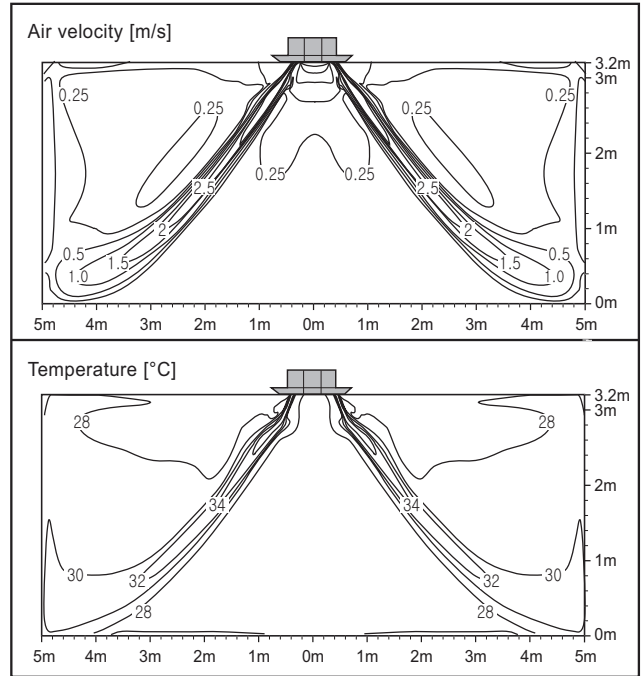 Air velocity [m/s]
3.2m
3m
0.25 0.25
0.25 0.25
2m
0.25 0.25
2.5 2.5
2 2
1m
0.5 0.5
1.5 1.5
1.0 1.0
0m
5m 4m 3m 2m 1m 0m 1m 2m 3m 4m 5m
Temperature [°C]
3.2m
3m
28 28
2m
34 34
1m
30 30
32 32
28 28
0m
5m 4m 3m 2m 1m 0m 1m 2m 3m 4m 5m